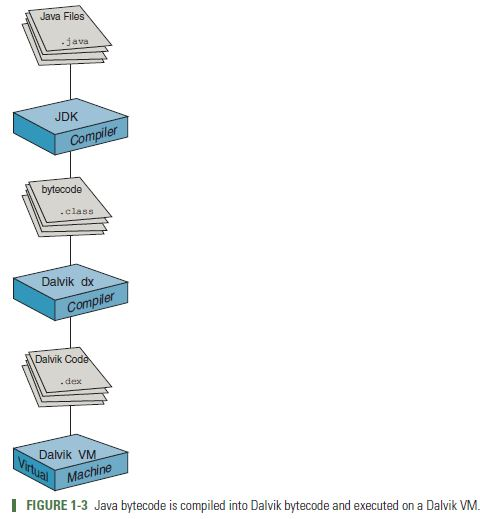 Java Files
.java
JDK
Compiler
bytecode
.class
Dalvik dx
Compiler
Dalvik Code
.dex
Dalvik VM
Virtual Machine
FIGURE 1-3 Java bytecode is compiled into Dalvik bytecode and executed on a Dalvik VM.